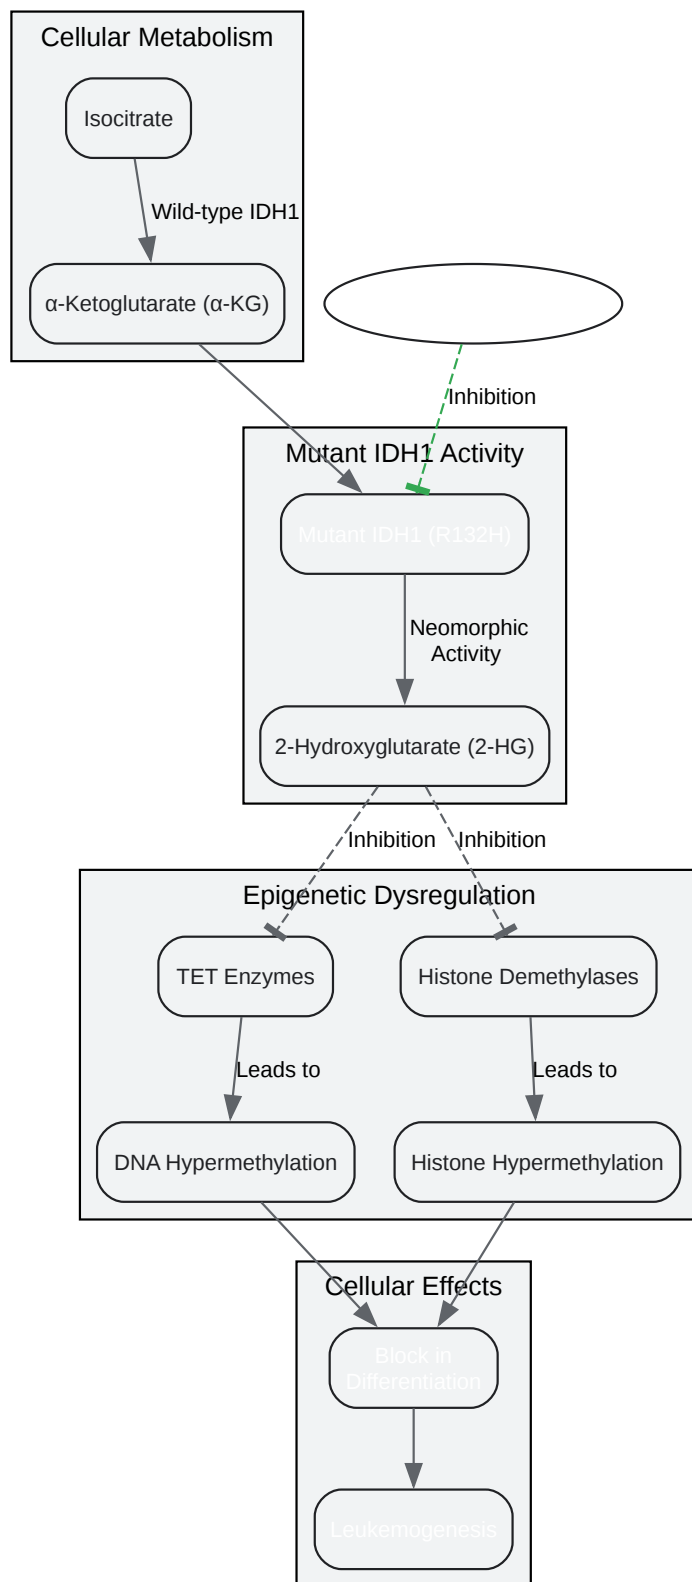 Cellular Metabolism
Isocitrate
Wild-type IDH1
α-Ketoglutarate (α-KG)
Inhibition
Mutant IDH1 Activity
Mutant IDH1 (R132H)
Neomorphic
Activity
2-Hydroxyglutarate (2-HG)
Inhibition
Inhibition
Epigenetic Dysregulation
TET Enzymes
Histone Demethylases
Leads to
Leads to
DNA Hypermethylation
Histone Hypermethylation
Cellular Effects
Block in
Differentiation
Leukemogenesis